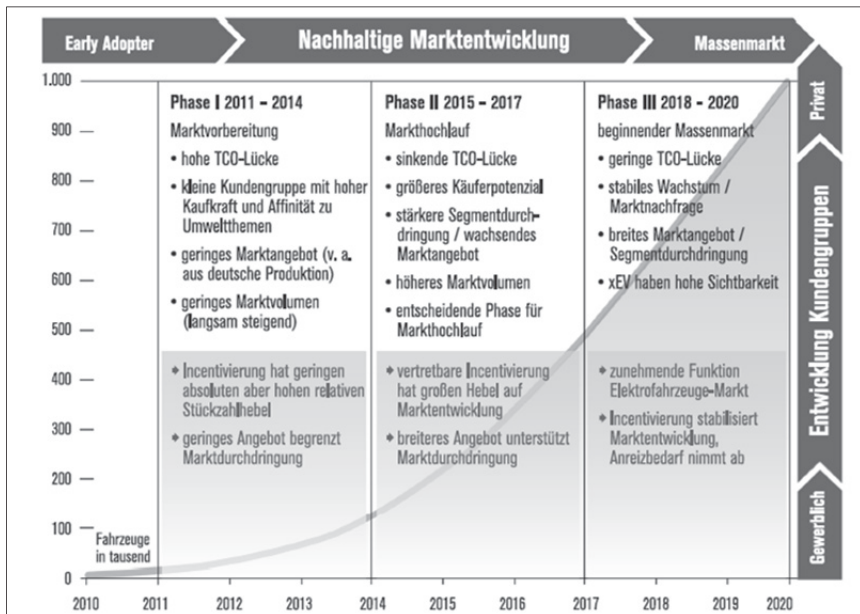 Early Adopter
Nachhaltige Marktentwicklung
Massenmarkt
1.000
900
800
700
600
500
400
300
200
100
0
Fahrzeuge
in tausend
Phase I 2011 – 2014
Marktvorbereitung
• hohe TCO-Lücke
• kleine Kundengruppe mit hoher
Kaufkraft und Affinität zu
Umweltthemen
• geringes Marktangebot (v. a.
aus deutsche Produktion)
• geringes Marktvolumen
(langsam steigend)
◆ Incentivierung hat geringen
absoluten aber hohen relativen
Stückzahlhebel
◆ geringes Angebot begrenzt
Marktdurchdringung
Phase II 2015 – 2017
Markthochlauf
• sinkende TCO-Lücke
• größeres Käuferpotenzial
• stärkere Segmentdurch-
dringung / wachsendes
Marktangebot
• höheres Marktvolumen
• entscheidende Phase für
Markthochlauf
◆ vertretbare Incentivierung
hat großen Hebel auf
Marktentwicklung
◆ breiteres Angebot unterstützt
Marktdurchdringung
Phase III 2018 – 2020
beginnender Massenmarkt
• geringe TCO-Lücke
• stabiles Wachstum /
Marktnachfrage
• breites Marktangebot /
Segmentdurchdringung
• xEV haben hohe Sichtbarkeit
◆ zunehmende Funktion
Elektrofahrzeuge-Markt
◆ Incentivierung stabilisiert
Marktentwicklung,
Anreizbedarf nimmt ab
Privat
Entwicklung Kundengruppen
Gewerblich
2010
2011
2012
2013
2014
2015
2016
2017
2018
2019
2020